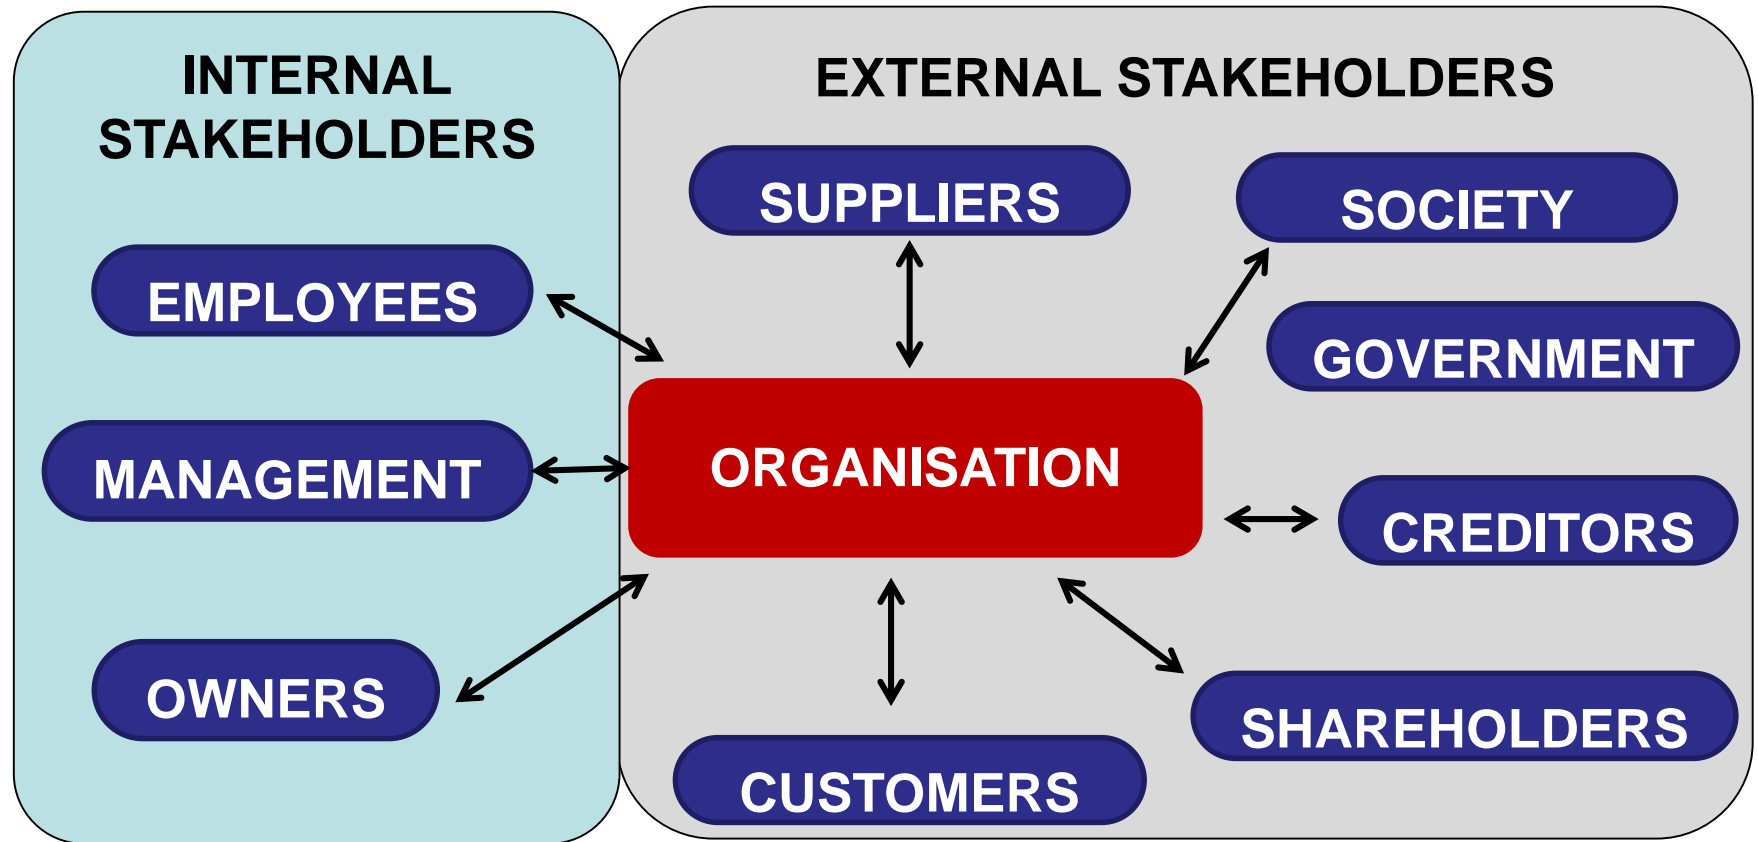 INTERNAL
STAKEHOLDERS
EMPLOYEES
MANAGEMENT
OWNERS
EXTERNAL STAKEHOLDERS
SUPPLIERS
SOCIETY
GOVERNMENT
ORGANISATION
CREDITORS
SHAREHOLDERS
CUSTOMERS